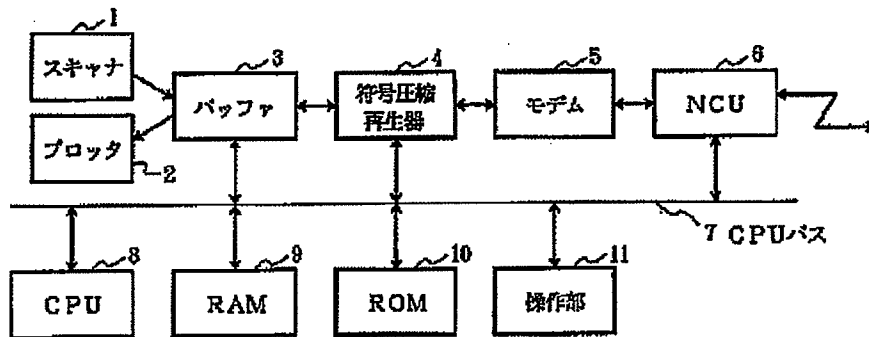 1
スキャナ
プロッタ
2
3
バッファ
4
符号圧縮
再生器
5
モデム
6
NCU
7 CPUバス
8
CPU
9
RAM
10
ROM
11
操作部